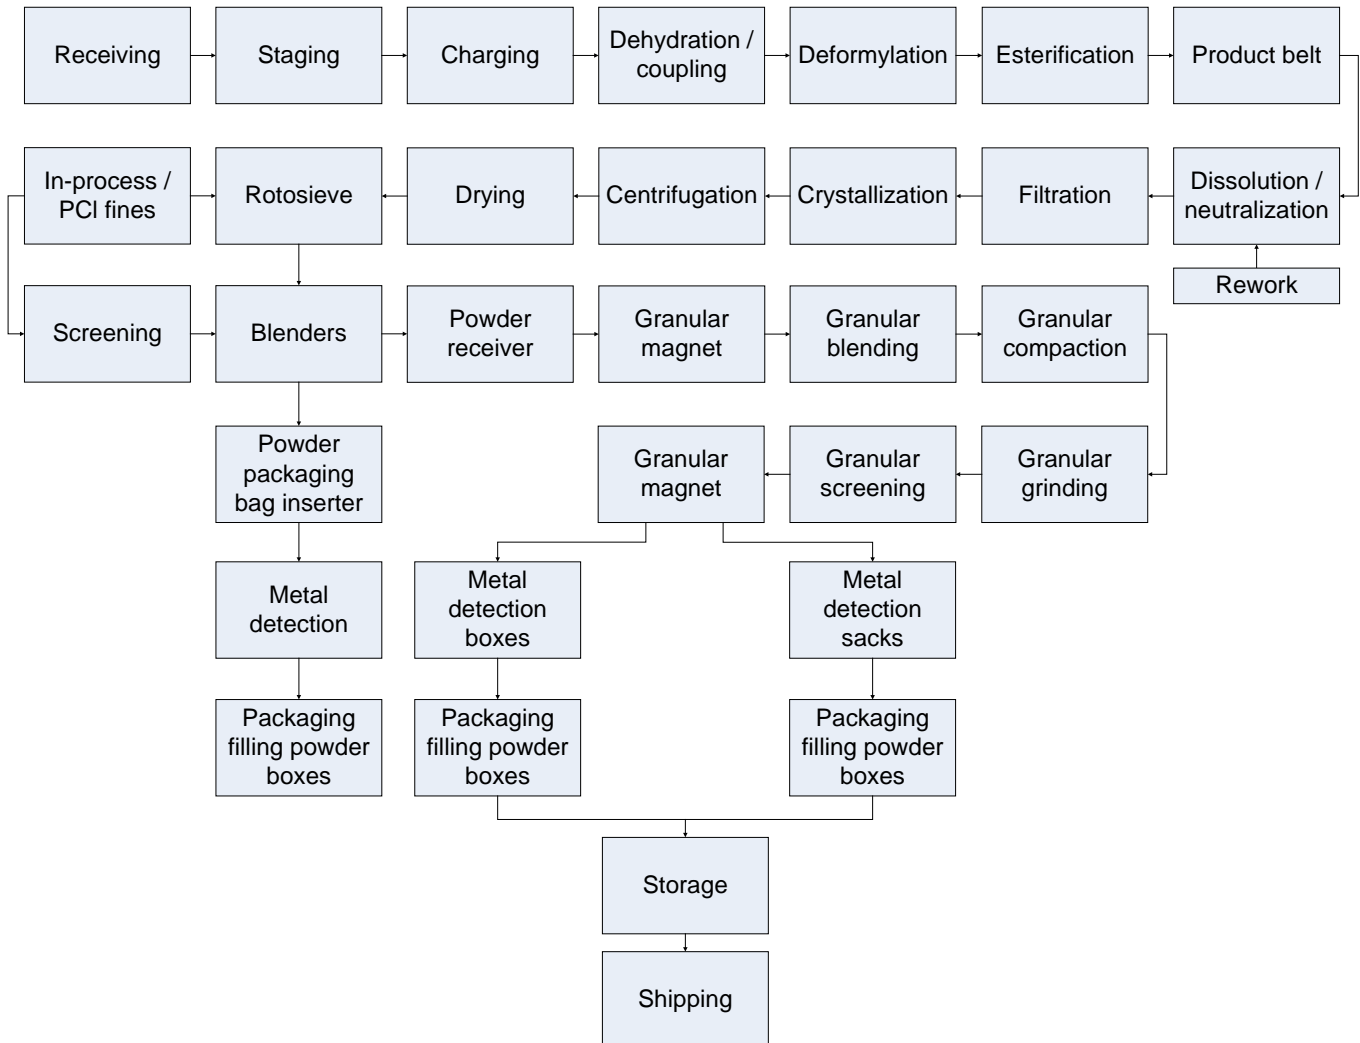 Receiving
Staging
Charging
Dehydration /
coupling
Deformylation
Esterification
Product belt
In-process /
PCI fines
Rotosieve
Drying
Centrifugation
Crystallization
Filtration
Dissolution /
neutralization
Rework
Screening
Blenders
Powder
receiver
Granular
magnet
Granular
blending
Granular
compaction
Powder
packaging
bag inserter
Granular
magnet
Granular
screening
Granular
grinding
Metal
detection
Metal
detection
boxes
Metal
detection
sacks
Packaging
filling powder
boxes
Packaging
filling powder
boxes
Packaging
filling powder
boxes
Storage
Shipping